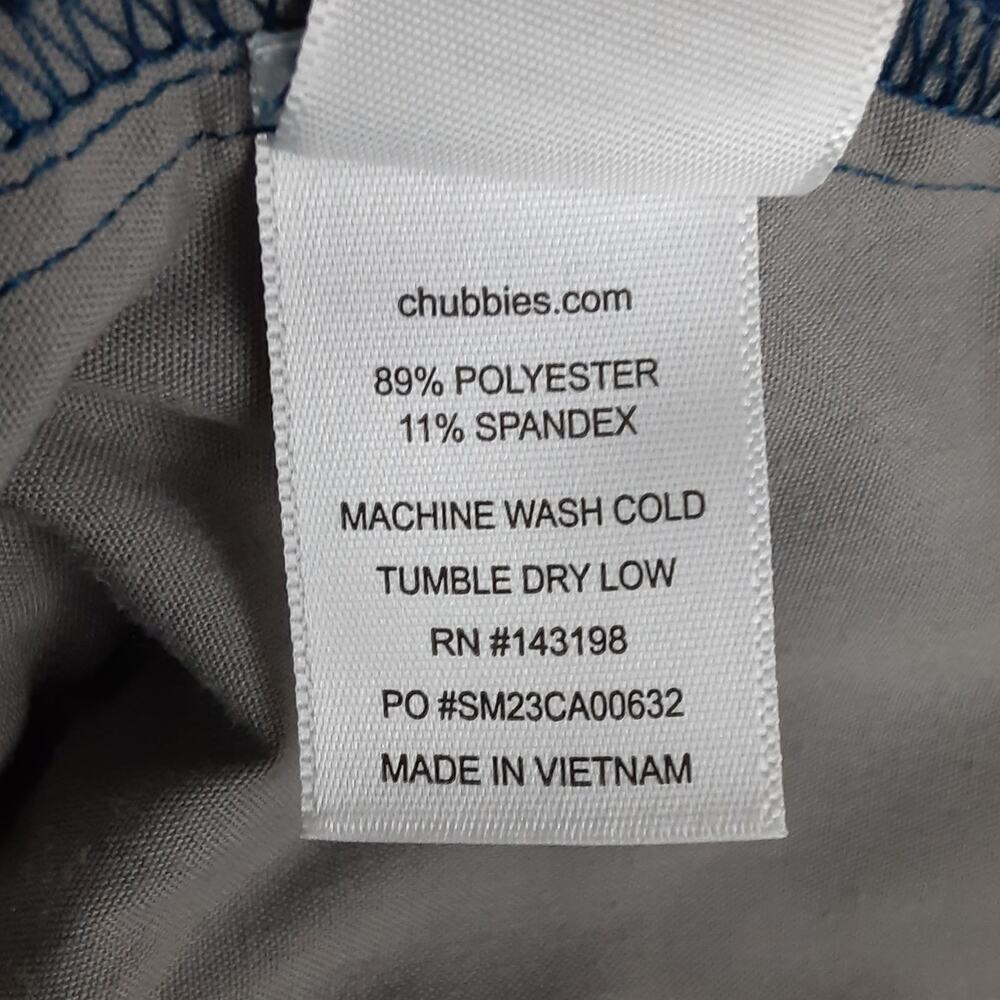 chubbies.com
89% POLYESTER
11% SPANDEX
MACHINE WASH COLD
TUMBLE DRY LOW
RN #143198
PO #SM23CA00632
MADE IN VIETNAM